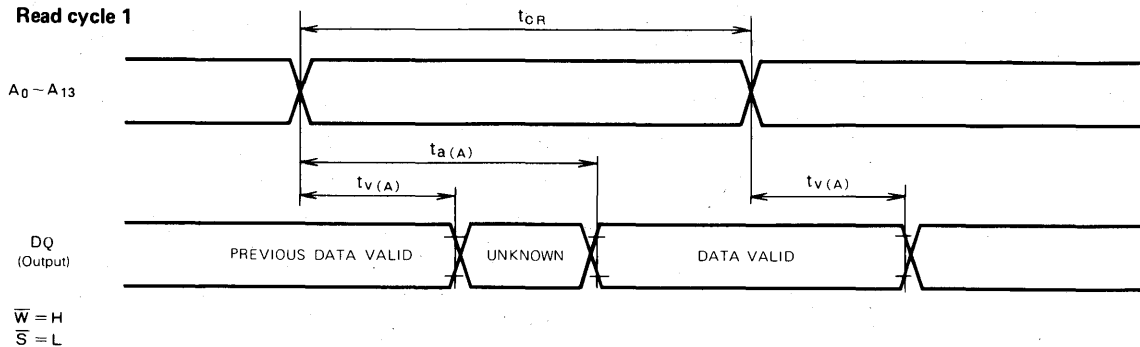 Read cycle 1
tCR
A0~A13
ta(A)
tv(A)
tv(A)
DQ
(Output)
PREVIOUS DATA VALID
UNKNOWN
DATA VALID
W̅ = H
S̅ = L